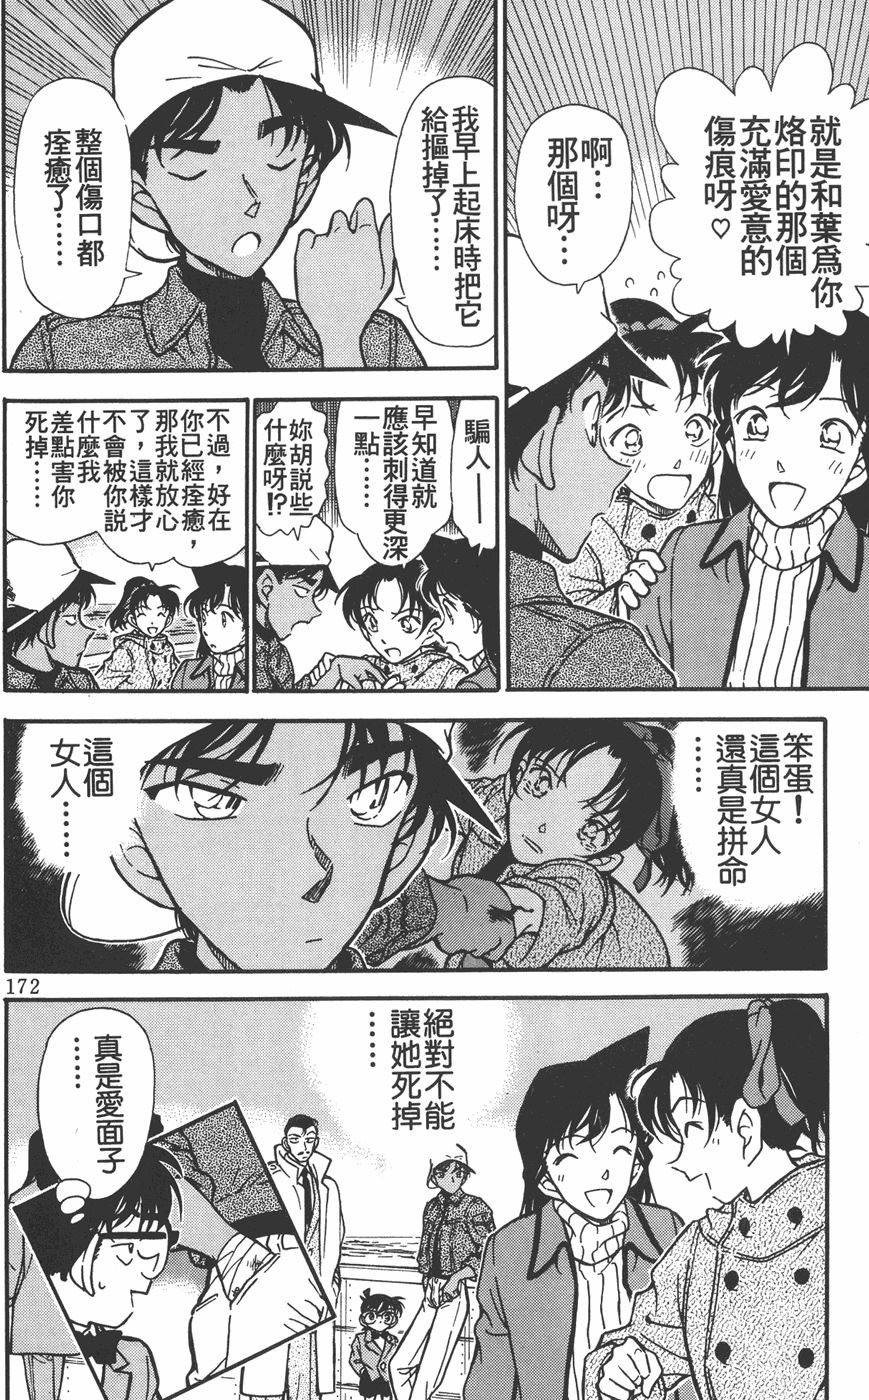 就是和葉為你
烙印的那個
充滿愛意的
傷痕呀♡
啊…
那個呀…
我早上起床時把它
給摳掉了……
整個傷口都
痊癒了……
騙人──
早知道就
應該刺得更深
一點……
妳胡說些
什麼呀!?
不過,好在
你已經痊癒,
那我就放心
了,這樣才
不會被你說
什麼我
差點害你
死掉……
笨蛋!
這個女人
還真是拼命
……
這個
女人……
172
絕對不能
讓她死掉
……
真是愛面子
……